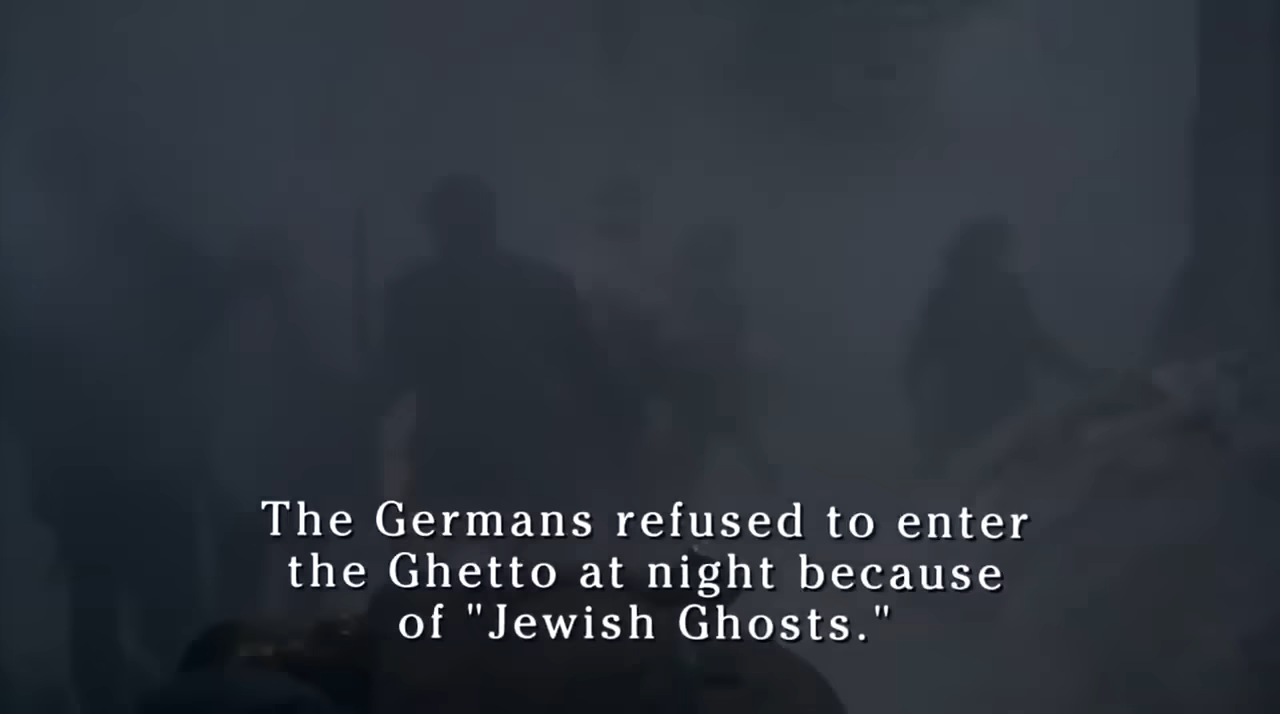 The Germans refused to enter
the Ghetto at night because
of "Jewish Ghosts."